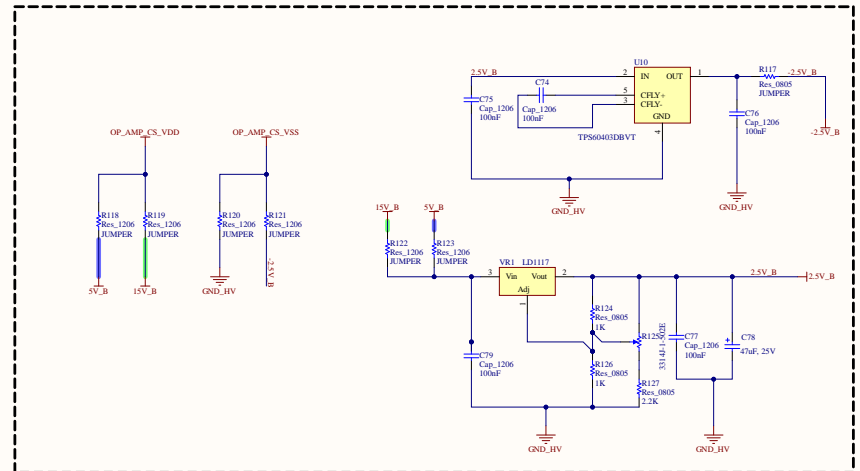 U10
2.5V_B
2
IN
OUT
1
R117
-2.5V_B
Res_0805
JUMPER
C74
5
CFLY+
3
CFLY-
C75
Cap_1206
100nF
Cap_1206
100nF
GND
4
TPS60403DBVT
C76
Cap_1206
100nF
-2.5V_B
GND_HV
GND_HV
OP_AMP_CS_VDD
OP_AMP_CS_VSS
R118
Res_1206
JUMPER
R119
Res_1206
JUMPER
R120
Res_1206
JUMPER
R121
Res_1206
JUMPER
5V_B
15V_B
GND_HV
-2.5V_B
15V_B
5V_B
R122
Res_1206
JUMPER
R123
Res_1206
JUMPER
VR1
LD1117
3
Vin
Vout
2
Adj
1
2.5V_B
2.5V_B
R124
Res_0805
1K
R125
3314J-1-502E
C77
Cap_1206
100nF
C78
47uF, 25V
C79
Cap_1206
100nF
R126
Res_0805
1K
R127
Res_0805
2.2K
GND_HV
GND_HV